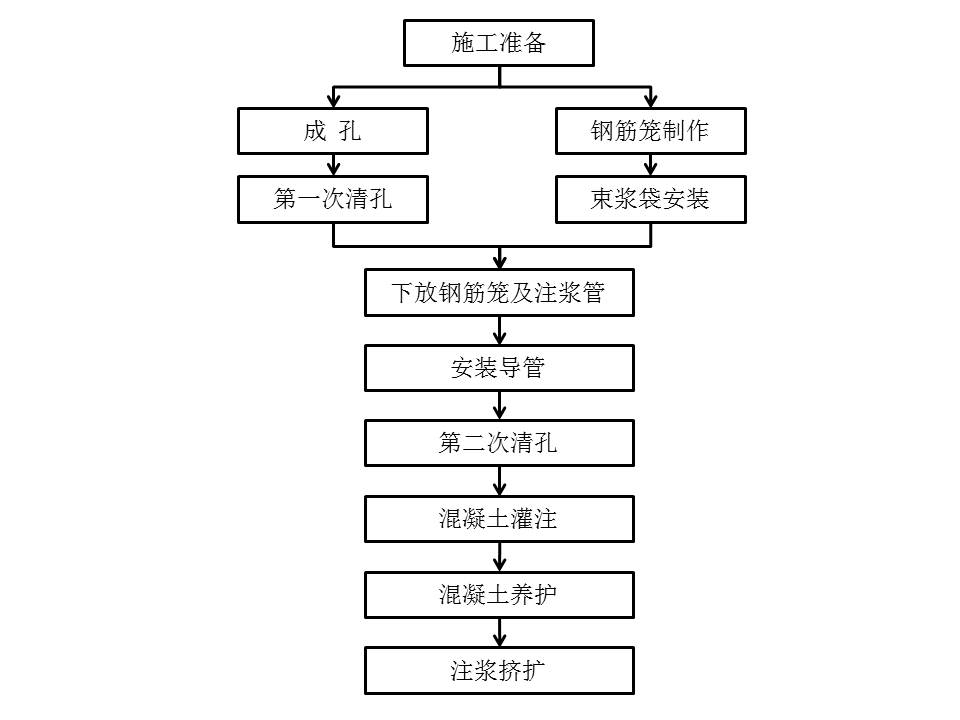 施工准备
成 孔
钢筋笼制作
第一次清孔
束浆袋安装
下放钢筋笼及注浆管
安装导管
第二次清孔
混凝土灌注
混凝土养护
注浆挤扩